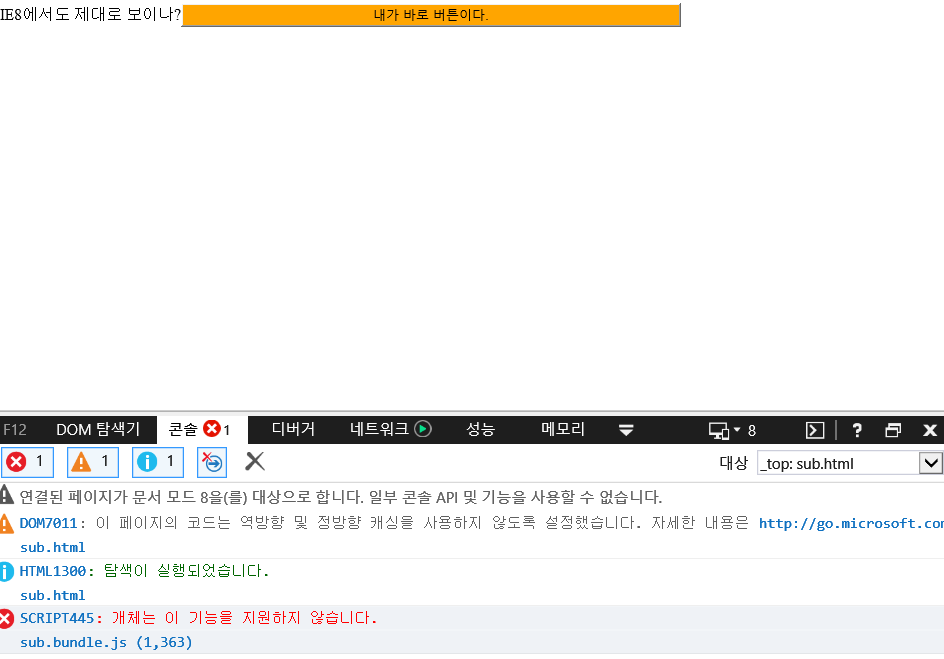 IE8에서도 제대로 보이나? 내가 바로 버튼이다.
F12 DOM 탐색기 콘솔 1 디버거 네트워크 성능 메모리 8 ?
1 1 1 대상 _top: sub.html
연결된 페이지가 문서 모드 8을(를) 대상으로 합니다. 일부 콘솔 API 및 기능을 사용할 수 없습니다.
DOM7011: 이 페이지의 코드는 역방향 및 정방향 캐싱을 사용하지 않도록 설정했습니다. 자세한 내용은 http://go.microsoft.com
sub.html
HTML1300: 탐색이 실행되었습니다.
sub.html
SCRIPT445: 개체는 이 기능을 지원하지 않습니다.
sub.bundle.js (1,363)